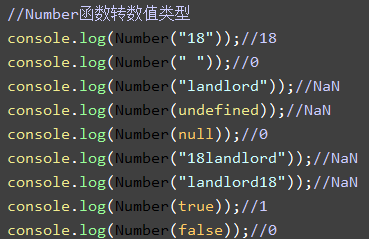 //Number函数转数值类型
console.log(Number("18"));//18
console.log(Number(" "));//0
console.log(Number("landlord"));//NaN
console.log(Number(undefined));//NaN
console.log(Number(null));//0
console.log(Number("18landlord"));//NaN
console.log(Number("landlord18"));//NaN
console.log(Number(true));//1
console.log(Number(false));//0